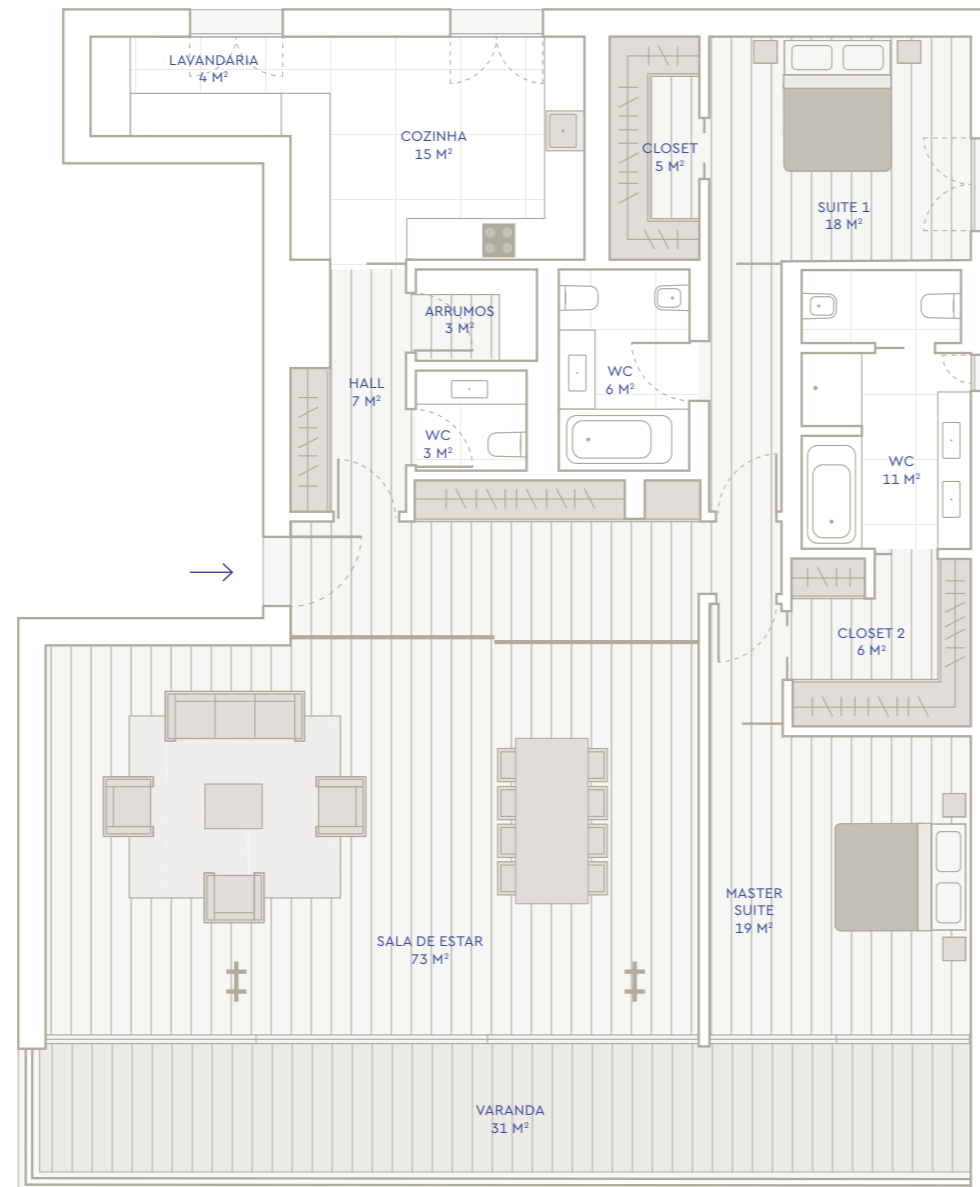 LAVANDÁRIA
4 M²
COZINHA
15 M²
CLOSET
5 M²
SUITE 1
18 M²
ARRUMOS
3 M²
HALL
7 M²
WC
6 M²
WC
3 M²
WC
11 M²
CLOSET 2
6 M²
MASTER
SUITE
19 M²
SALA DE ESTAR
73 M²
VARANDA
31 M²